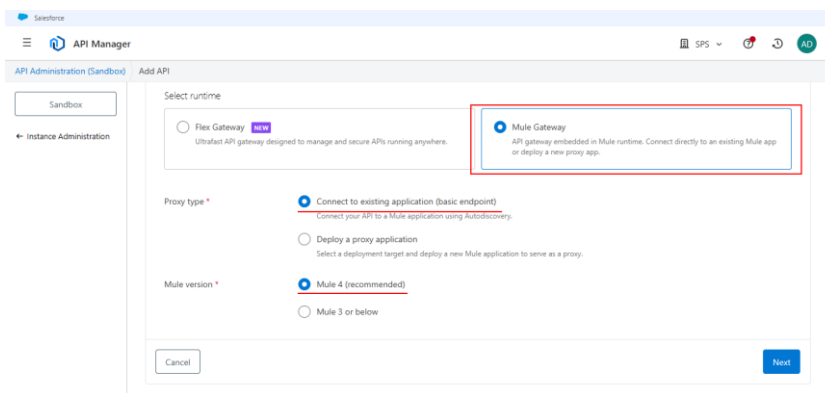 Salesforce
API Manager
SPS
AD
API Administration (Sandbox)
Add API
Sandbox
← Instance Administration
Select runtime
Flex Gateway NEW
Ultrafast API gateway designed to manage and secure APIs running anywhere.
Mule Gateway
API gateway embedded in Mule runtime. Connect directly to an existing Mule app
or deploy a new proxy app.
Proxy type *
Connect to existing application (basic endpoint)
Connect your API to a Mule application using Autodiscovery.
Deploy a proxy application
Select a deployment target and deploy a new Mule application to serve as a proxy.
Mule version *
Mule 4 (recommended)
Mule 3 or below
Cancel
Next